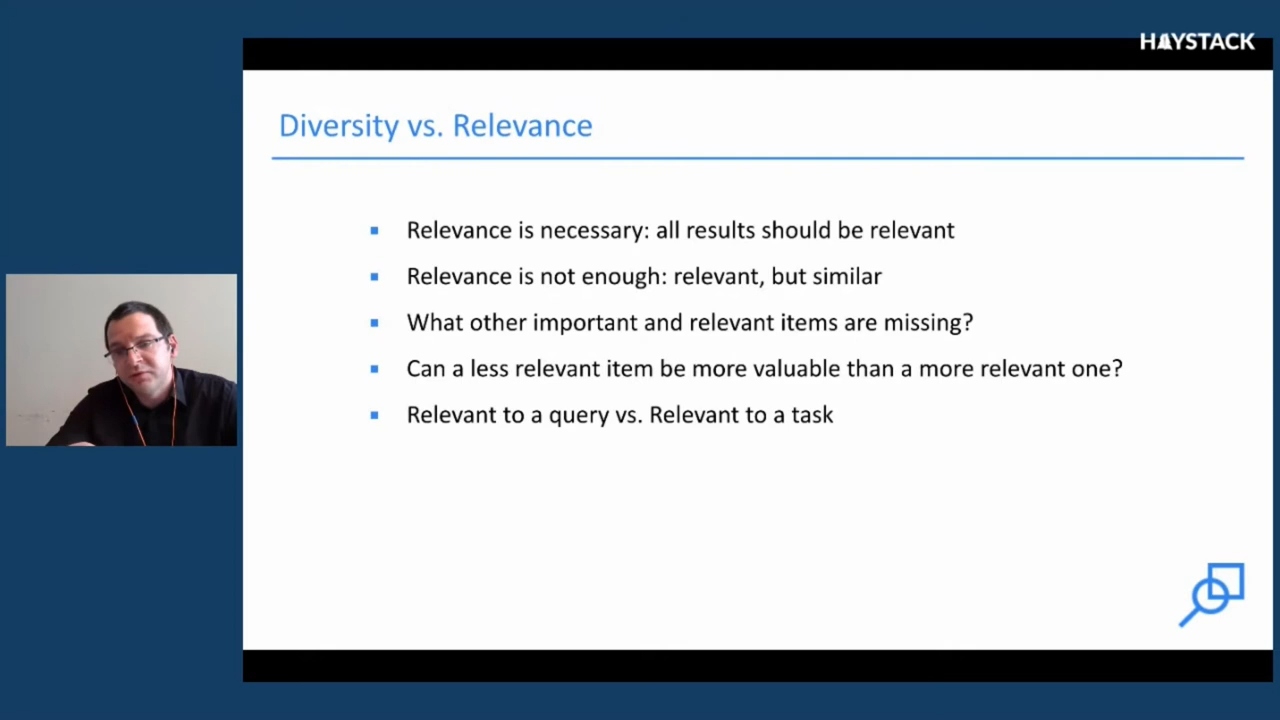 HAYSTACK
Diversity vs. Relevance
Relevance is necessary: all results should be relevant
Relevance is not enough: relevant, but similar
What other important and relevant items are missing?
Can a less relevant item be more valuable than a more relevant one?
Relevant to a query vs. Relevant to a task